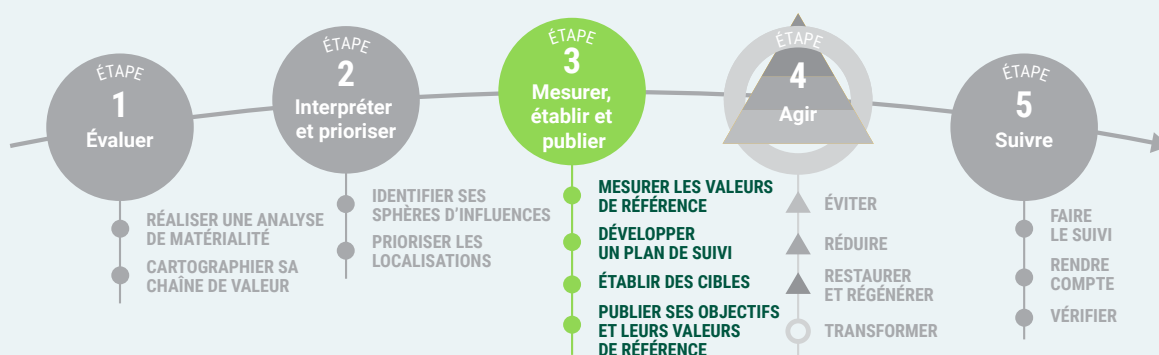 ÉTAPE
1
Évaluer
RÉALISER UNE ANALYSE
DE MATÉRIALITÉ
CARTOGRAPHIER SA
CHAÎNE DE VALEUR
ÉTAPE
2
Interpréter
et prioriser
IDENTIFIER SES
SPHÈRES D'INFLUENCES
PRIORISER LES
LOCALISATIONS
ÉTAPE
3
Mesurer,
établir et
publier
MESURER LES VALEURS
DE RÉFÉRENCE
DÉVELOPPER
UN PLAN DE SUIVI
ÉTABLIR DES CIBLES
PUBLIER SES OBJECTIFS
ET LEURS VALEURS
DE RÉFÉRENCE
ÉTAPE
4
Agir
ÉVITER
RÉDUIRE
RESTAURER
ET RÉGÉNÉRER
TRANSFORMER
ÉTAPE
5
Suivre
FAIRE
LE SUIVI
RENDRE
COMPTE
VÉRIFIER